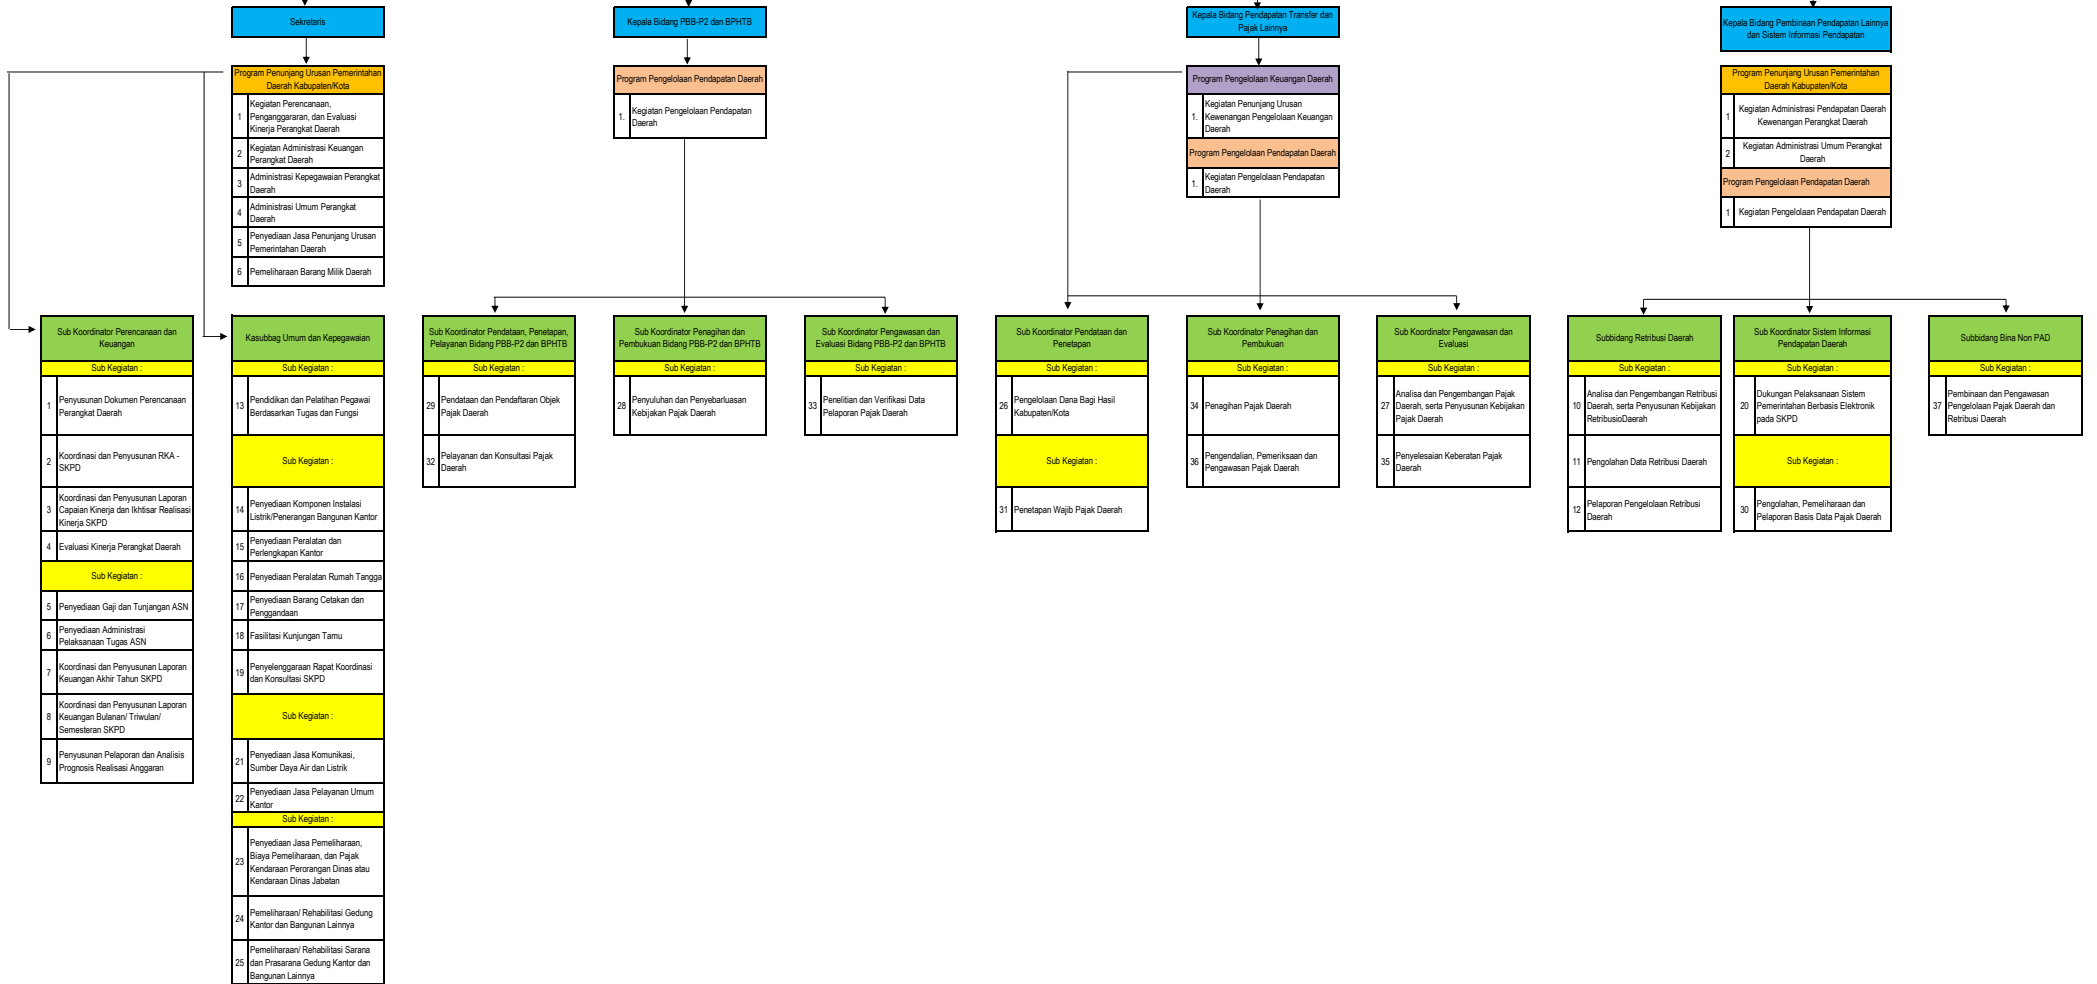 Sekretaris
Kepala Bidang PBB-P2 dan BPHTB
Kepala Bidang Pendapatan Transfer dan
Pajak Lainnya
Kepala Bidang Pembinaan Pendapatan Lainnya
dan Sistem Informasi Pendapatan
Program Penunjang Urusan Pemerintahan
Daerah Kabupaten/Kota
1 Kegiatan Perencanaan,
Penganggararan, dan Evaluasi
Kinerja Perangkat Daerah
2 Kegiatan Administrasi Keuangan
Perangkat Daerah
3 Administrasi Kepegawaian Perangkat
Daerah
4 Administrasi Umum Perangkat
Daerah
5 Penyediaan Jasa Penunjang Urusan
Pemerintahan Daerah
6 Pemeliharaan Barang Milik Daerah
Program Pengelolaan Pendapatan Daerah
1. Kegiatan Pengelolaan Pendapatan
Daerah
Program Pengelolaan Keuangan Daerah
1. Kegiatan Penunjang Urusan
Kewenangan Pengelolaan Keuangan
Daerah
Program Pengelolaan Pendapatan Daerah
1. Kegiatan Pengelolaan Pendapatan
Daerah
Program Penunjang Urusan Pemerintahan
Daerah Kabupaten/Kota
1 Kegiatan Administrasi Pendapatan Daerah
Kewenangan Perangkat Daerah
2 Kegiatan Administrasi Umum Perangkat
Daerah
Program Pengelolaan Pendapatan Daerah
1 Kegiatan Pengelolaan Pendapatan Daerah
Sub Koordinator Perencanaan dan
Keuangan
Sub Kegiatan :
1 Penyusunan Dokumen Perencanaan
Perangkat Daerah
2 Koordinasi dan Penyusunan RKA -
SKPD
3 Koordinasi dan Penyusunan Laporan
Capaian Kinerja dan Ikhtisar Realisasi
Kinerja SKPD
4 Evaluasi Kinerja Perangkat Daerah
Sub Kegiatan :
5 Penyediaan Gaji dan Tunjangan ASN
6 Penyediaan Administrasi
Pelaksanaan Tugas ASN
7 Koordinasi dan Penyusunan Laporan
Keuangan Akhir Tahun SKPD
8 Koordinasi dan Penyusunan Laporan
Keuangan Bulanan/ Triwulan/
Semesteran SKPD
9 Penyusunan Pelaporan dan Analisis
Prognosis Realisasi Anggaran
Kasubbag Umum dan Kepegawaian
Sub Kegiatan :
13 Pendidikan dan Pelatihan Pegawai
Berdasarkan Tugas dan Fungsi
Sub Kegiatan :
14 Penyediaan Komponen Instalasi
Listrik/Penerangan Bangunan Kantor
15 Penyediaan Peralatan dan
Perlengkapan Kantor
16 Penyediaan Peralatan Rumah Tangga
17 Penyediaan Barang Cetakan dan
Penggandaan
18 Fasilitasi Kunjungan Tamu
19 Penyelenggaraan Rapat Koordinasi
dan Konsultasi SKPD
Sub Kegiatan :
21 Penyediaan Jasa Komunikasi,
Sumber Daya Air dan Listrik
22 Penyediaan Jasa Pelayanan Umum
Kantor
Sub Kegiatan :
23 Penyediaan Jasa Pemeliharaan,
Biaya Pemeliharaan, dan Pajak
Kendaraan Perorangan Dinas atau
Kendaraan Dinas Jabatan
24 Pemeliharaan/ Rehabilitasi Gedung
Kantor dan Bangunan Lainnya
25 Pemeliharaan/ Rehabilitasi Sarana
dan Prasarana Gedung Kantor dan
Bangunan Lainnya
Sub Koordinator Pendataan, Penetapan,
Pelayanan Bidang PBB-P2 dan BPHTB
Sub Kegiatan :
29 Pendataan dan Pendaftaran Objek
Pajak Daerah
32 Pelayanan dan Konsultasi Pajak
Daerah
Sub Koordinator Penagihan dan
Pembukuan Bidang PBB-P2 dan BPHTB
Sub Kegiatan :
28 Penyuluhan dan Penyebarluasan
Kebijakan Pajak Daerah
Sub Koordinator Pengawasan dan
Evaluasi Bidang PBB-P2 dan BPHTB
Sub Kegiatan :
33 Penelitian dan Verifikasi Data
Pelaporan Pajak Daerah
Sub Koordinator Pendataan dan
Penetapan
Sub Kegiatan :
26 Pengelolaan Dana Bagi Hasil
Kabupaten/Kota
Sub Kegiatan :
31 Penetapan Wajib Pajak Daerah
Sub Koordinator Penagihan dan
Pembukuan
Sub Kegiatan :
34 Penagihan Pajak Daerah
36 Pengendalian, Pemeriksaan dan
Pengawasan Pajak Daerah
Sub Koordinator Pengawasan dan
Evaluasi
Sub Kegiatan :
27 Analisa dan Pengembangan Pajak
Daerah, serta Penyusunan Kebijakan
Pajak Daerah
35 Penyelesaian Keberatan Pajak
Daerah
Subbidang Retribusi Daerah
Sub Kegiatan :
10 Analisa dan Pengembangan Retribusi
Daerah, serta Penyusunan Kebijakan
RetribusioDaerah
11 Pengolahan Data Retribusi Daerah
12 Pelaporan Pengelolaan Retribusi
Daerah
Sub Koordinator Sistem Informasi
Pendapatan Daerah
Sub Kegiatan :
20 Dukungan Pelaksanaan Sistem
Pemerintahan Berbasis Elektronik
pada SKPD
Sub Kegiatan :
30 Pengolahan, Pemeliharaan dan
Pelaporan Basis Data Pajak Daerah
Subbidang Bina Non PAD
Sub Kegiatan :
37 Pembinaan dan Pengawasan
Pengelolaan Pajak Daerah dan
Retribusi Daerah